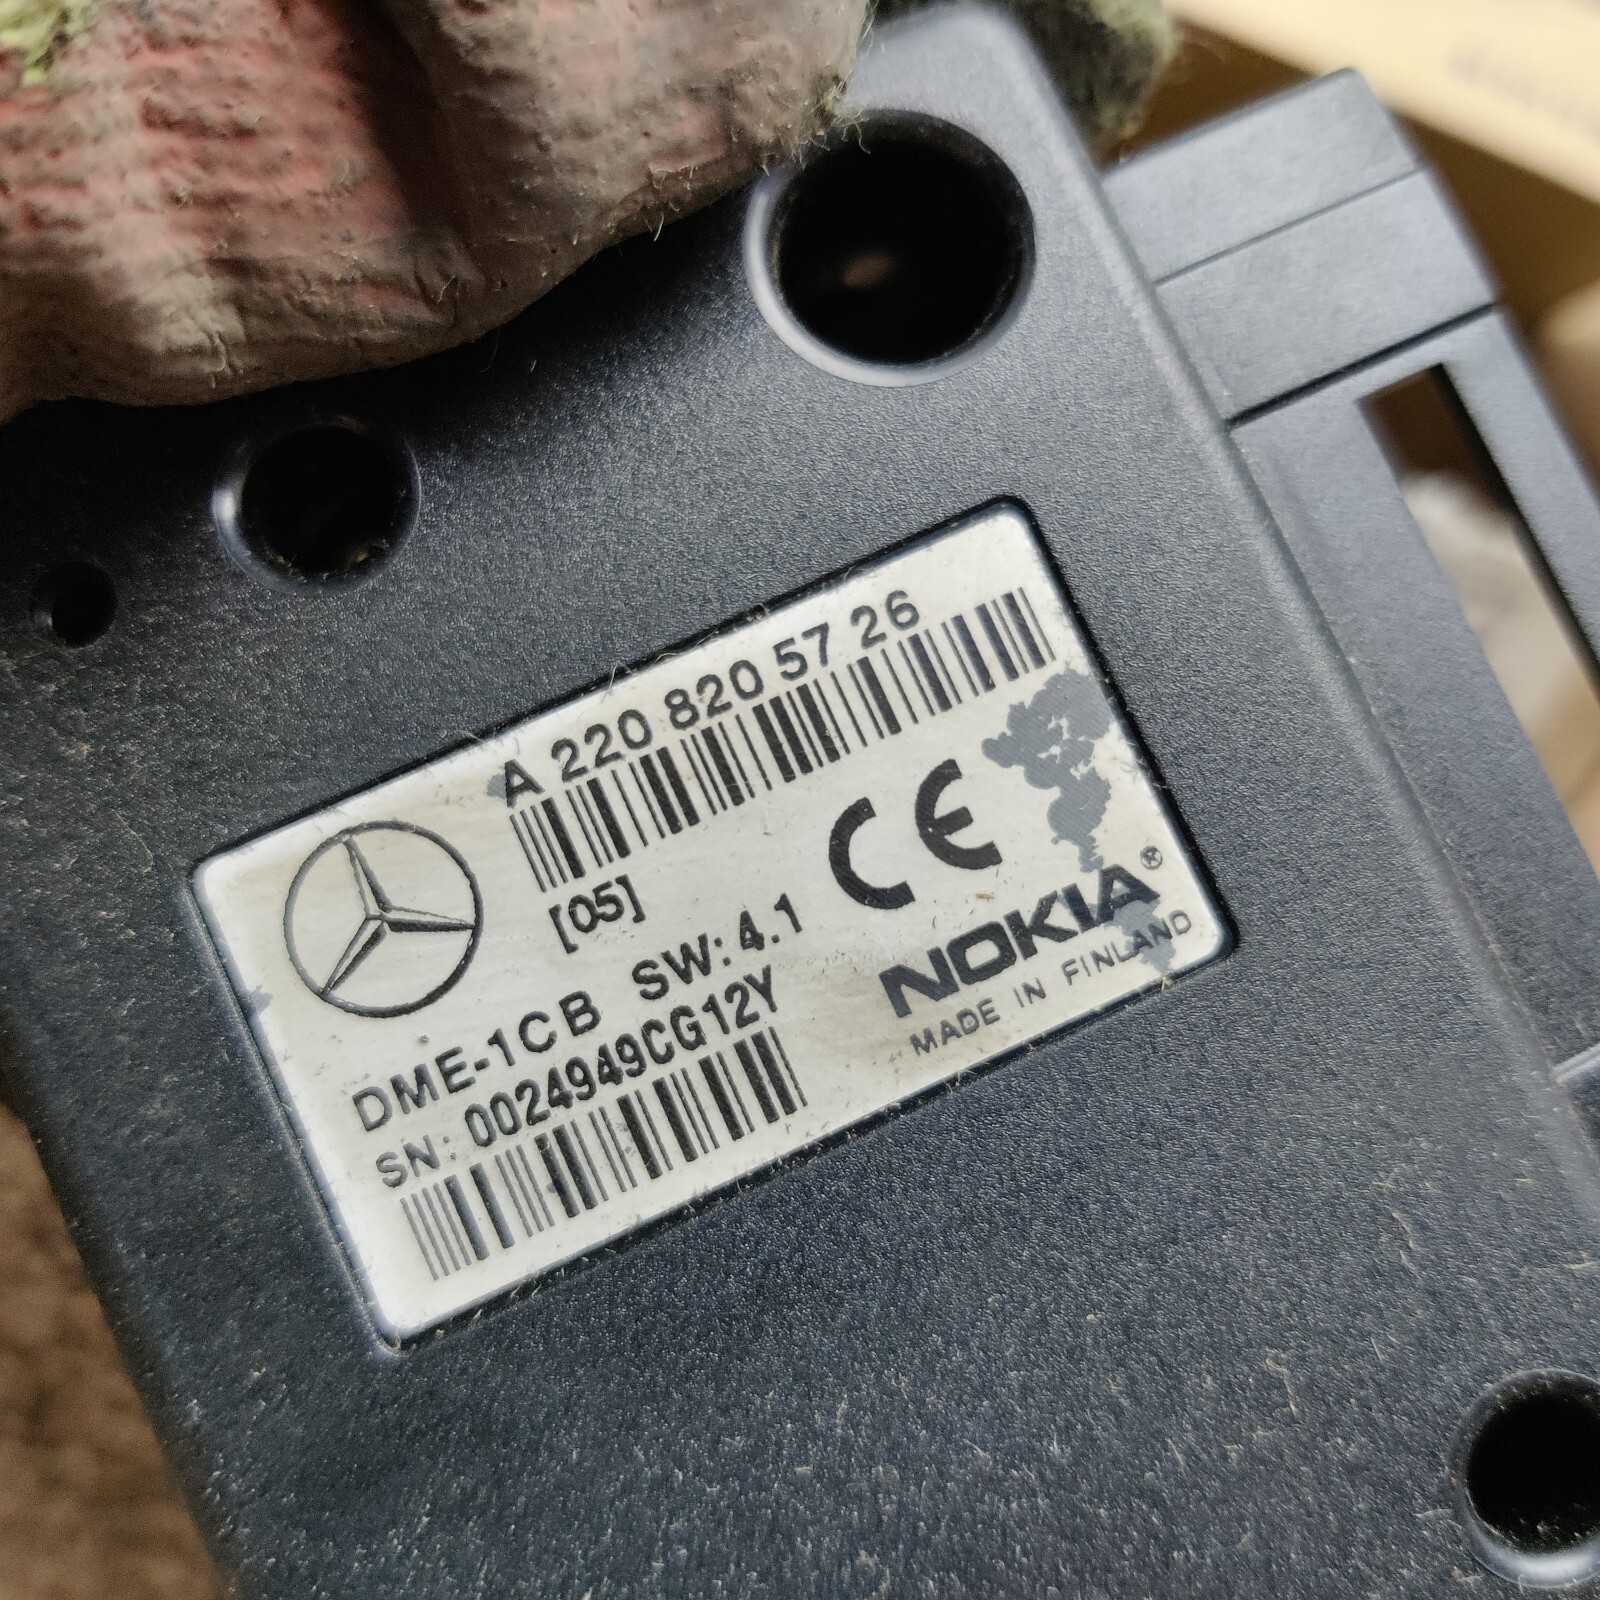 A 220 820 57 26
[05]
CE
DME-1CB SW: 4.1
SN: 0024949CG12Y
NOKIA®
MADE IN FINLAND